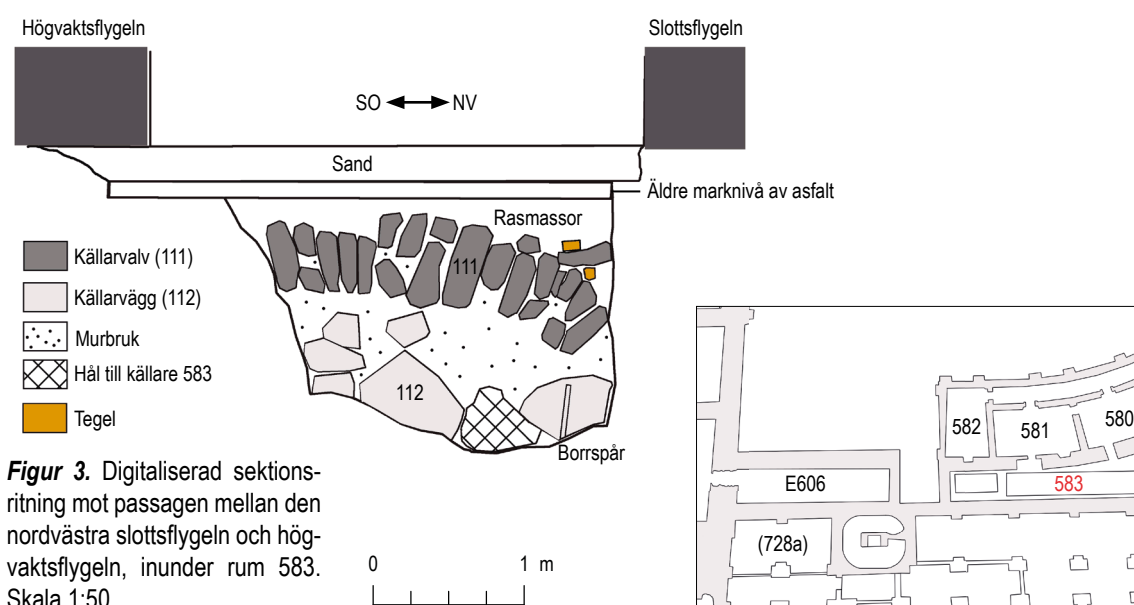 Högvaktsflygeln
Slottsflygeln
SO NV
Sand
Äldre marknivå av asfalt
Rasmassor
111
112
Borrspår
Källarvalv (111)
Källarvägg (112)
Murbruk
Hål till källare 583
Tegel
Figur 3. Digitaliserad sektions-
ritning mot passagen mellan den
nordvästra slottsflygeln och hög-
vaktsflygeln, inunder rum 583.
Skala 1:50
0 1 m
582
581
580
E606
583
(728a)